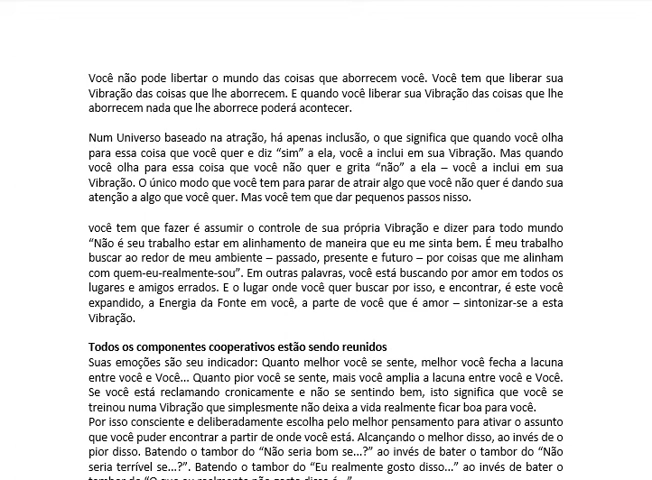 Você não pode libertar o mundo das coisas que aborrecem você. Você tem que liberar sua
Vibração das coisas que lhe aborrecem. E quando você liberar sua Vibração das coisas que lhe
aborrecem nada que lhe aborrece poderá acontecer.
Num Universo baseado na atração, há apenas inclusão, o que significa que quando você olha
para essa coisa que você quer e diz “sim” a ela, você a inclui em sua Vibração. Mas quando
você olha para essa coisa que você não quer e grita “não” a ela – você a inclui em sua
Vibração. O único modo que você tem para parar de atrair algo que você não quer é dando sua
atenção a algo que você quer. Mas você tem que dar pequenos passos nisso.
você tem que fazer é assumir o controle de sua própria Vibração e dizer para todo mundo
“Não é seu trabalho estar em alinhamento de maneira que eu me sinta bem. É meu trabalho
buscar ao redor de meu ambiente – passado, presente e futuro – por coisas que me alinham
com quem-eu-realmente-sou”. Em outras palavras, você está buscando por amor em todos os
lugares e amigos errados. E o lugar onde você quer buscar por isso, e encontrar, é este você
expandido, a Energia da Fonte em você, a parte de você que é amor – sintonizar-se a esta
Vibração.
Todos os componentes cooperativos estão sendo reunidos
Suas emoções são seu indicador: Quanto melhor você se sente, melhor você fecha a lacuna
entre você e Você... Quanto pior você se sente, mais você amplia a lacuna entre você e Você.
Se você está reclamando cronicamente e não se sentindo bem, isto significa que você se
treinou numa Vibração que simplesmente não deixa a vida realmente ficar boa para você.
Por isso consciente e deliberadamente escolha pelo melhor pensamento para ativar o assunto
que você puder encontrar a partir de onde você está. Alcançando o melhor disso, ao invés de o
pior disso. Batendo o tambor do “Não seria bom se...?” ao invés de bater o tambor do “Não
seria terrível se...?”. Batendo o tambor do “Eu realmente gosto disso...” ao invés de bater o